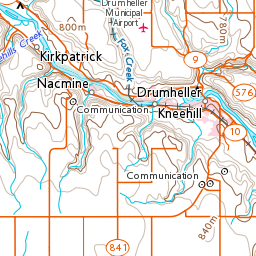 Drumheller
Municipal
Airport
800m
780m
Kirkpatrick
Fox Creek
9
Nacmine
Drumheller
576
Communication
Kneehill
10
Communication
840m
841